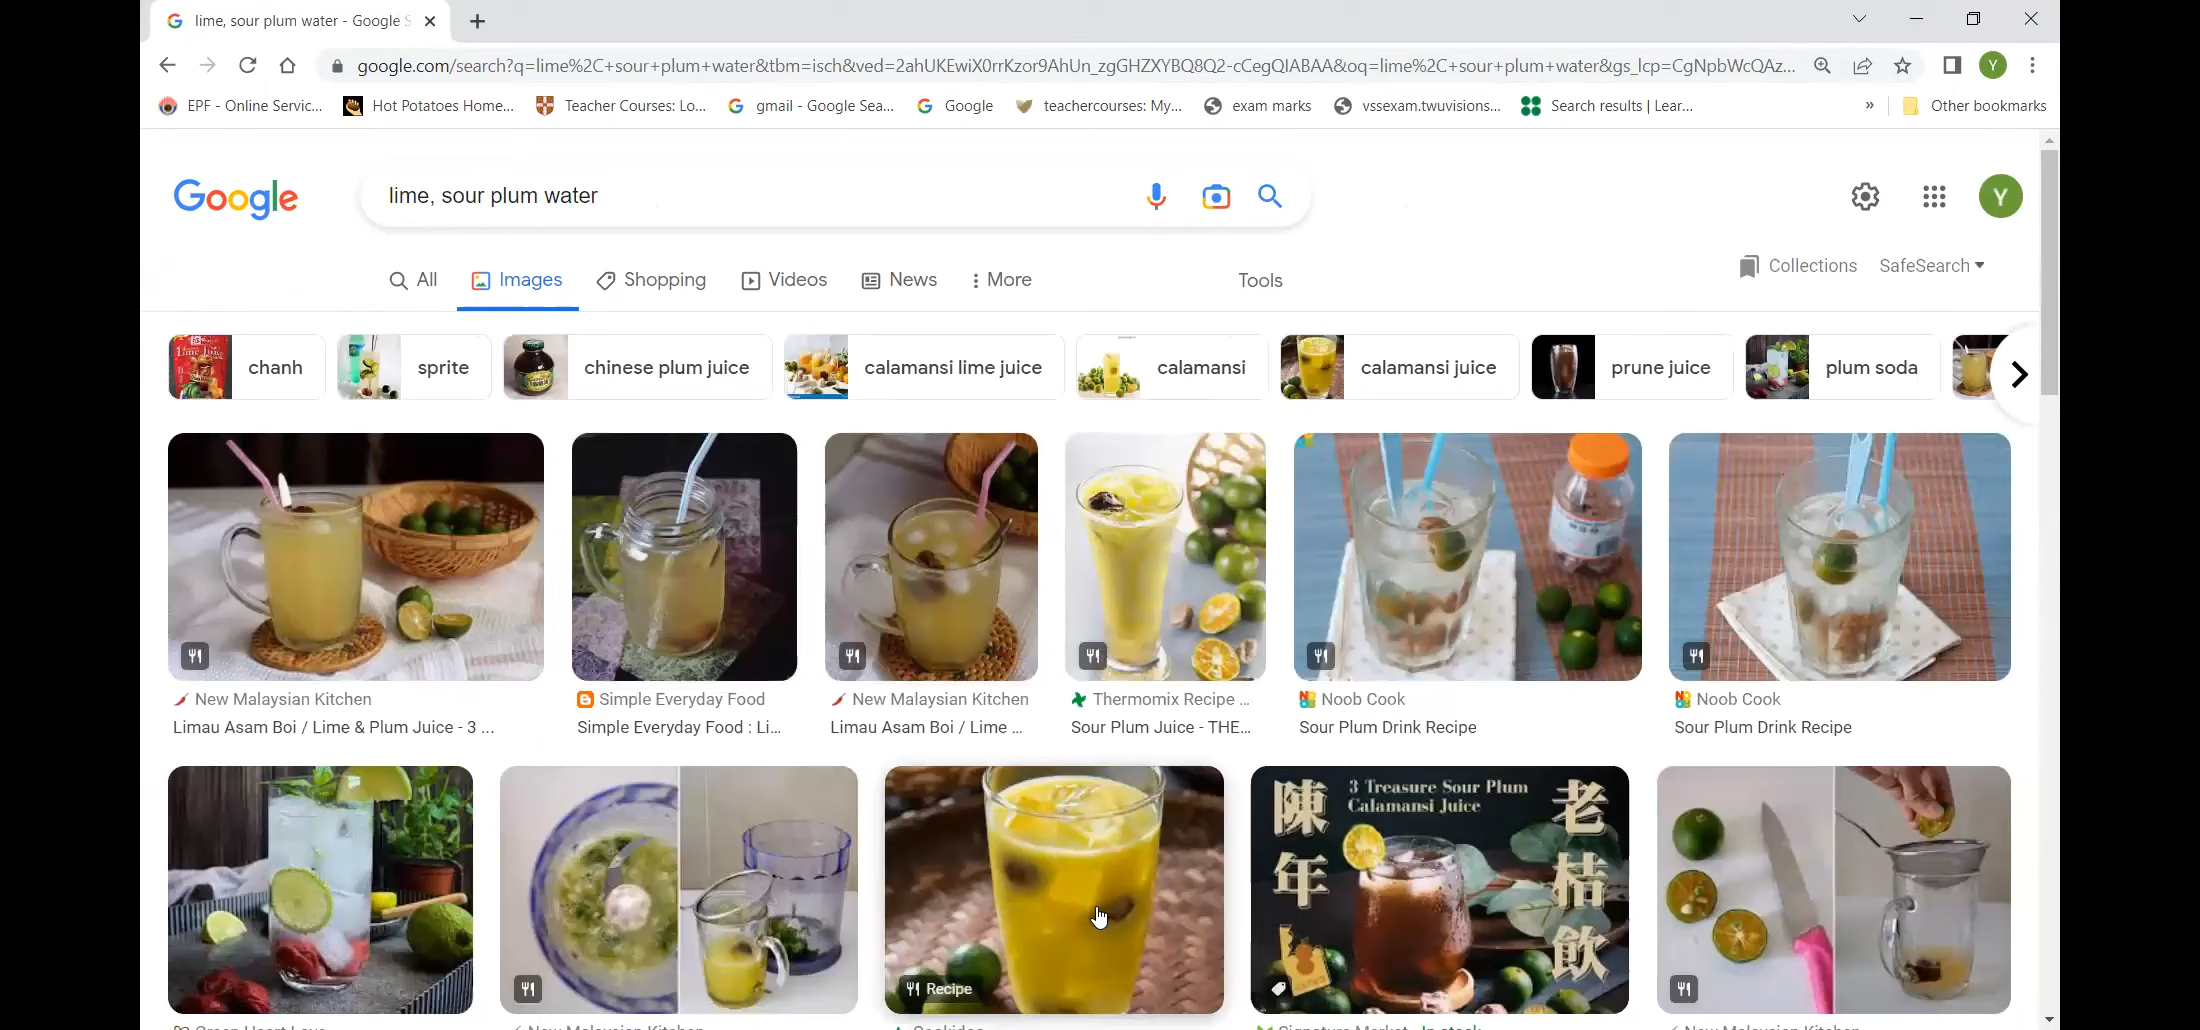 lime, sour plum water - Google S
google.com/search?q=lime%2C+sour+plum+water&tbm=isch&ved=2ahUKEwiX0rrKzor9AhUn_zgGHZXYBQ8Q2-cCegQIABAA&oq=lime%2C+sour+plum+water&gs_lcp=CgNpbWcQAz...
Y
EPF - Online Servic...
Hot Potatoes Home...
Teacher Courses: Lo...
gmail - Google Sea...
Google
teachercourses: My...
exam marks
vssexam.twuvisions...
Search results | Lear...
»
Other bookmarks
Google
lime, sour plum water
Y
All
Images
Shopping
Videos
News
More
Tools
Collections
SafeSearch
chanh
sprite
chinese plum juice
calamansi lime juice
calamansi
calamansi juice
prune juice
plum soda
New Malaysian Kitchen
Limau Asam Boi / Lime & Plum Juice - 3 ...
Simple Everyday Food
Simple Everyday Food : Li...
New Malaysian Kitchen
Limau Asam Boi / Lime ...
Thermomix Recipe ...
Sour Plum Juice - THE...
Noob Cook
Sour Plum Drink Recipe
Noob Cook
Sour Plum Drink Recipe
Recipe
3 Treasure Sour Plum
Calamansi Juice
陳年
老桔飲